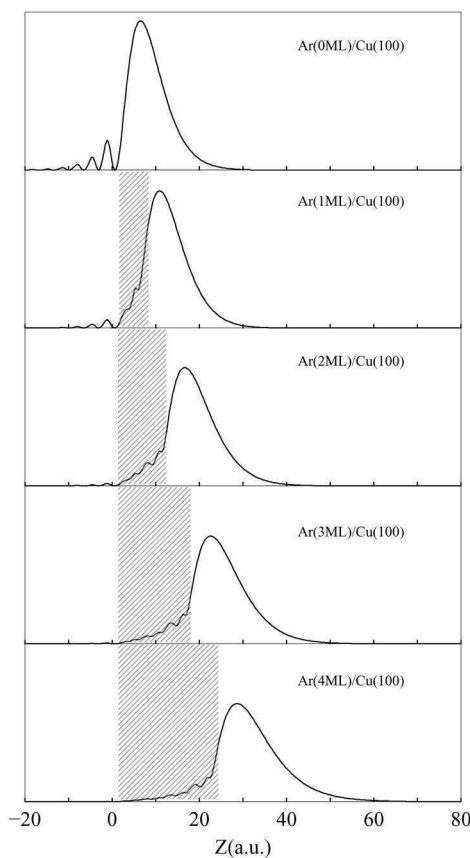 Ar(0ML)/Cu(100)
Ar(1ML)/Cu(100)
Ar(2ML)/Cu(100)
Ar(3ML)/Cu(100)
Ar(4ML)/Cu(100)
−20 0 20 40 60 80
Z(a.u.)